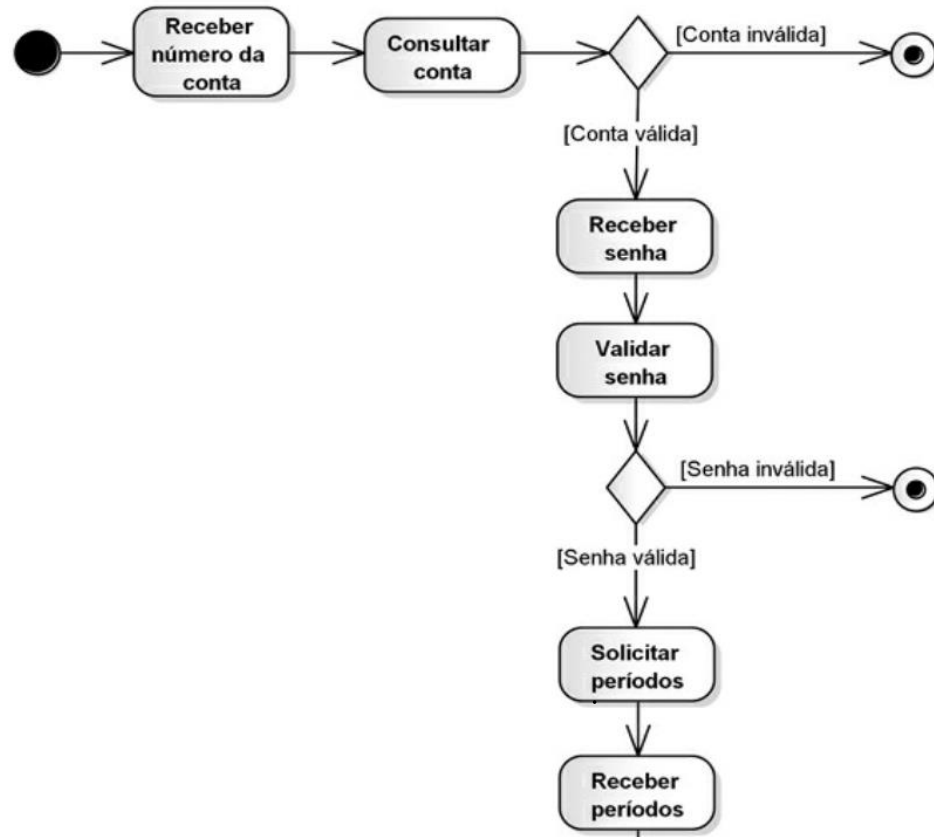 Receber
número da
conta
Consultar
conta
[Conta inválida]
[Conta válida]
Receber
senha
Validar
senha
[Senha inválida]
[Senha válida]
Solicitar
períodos
Receber
períodos